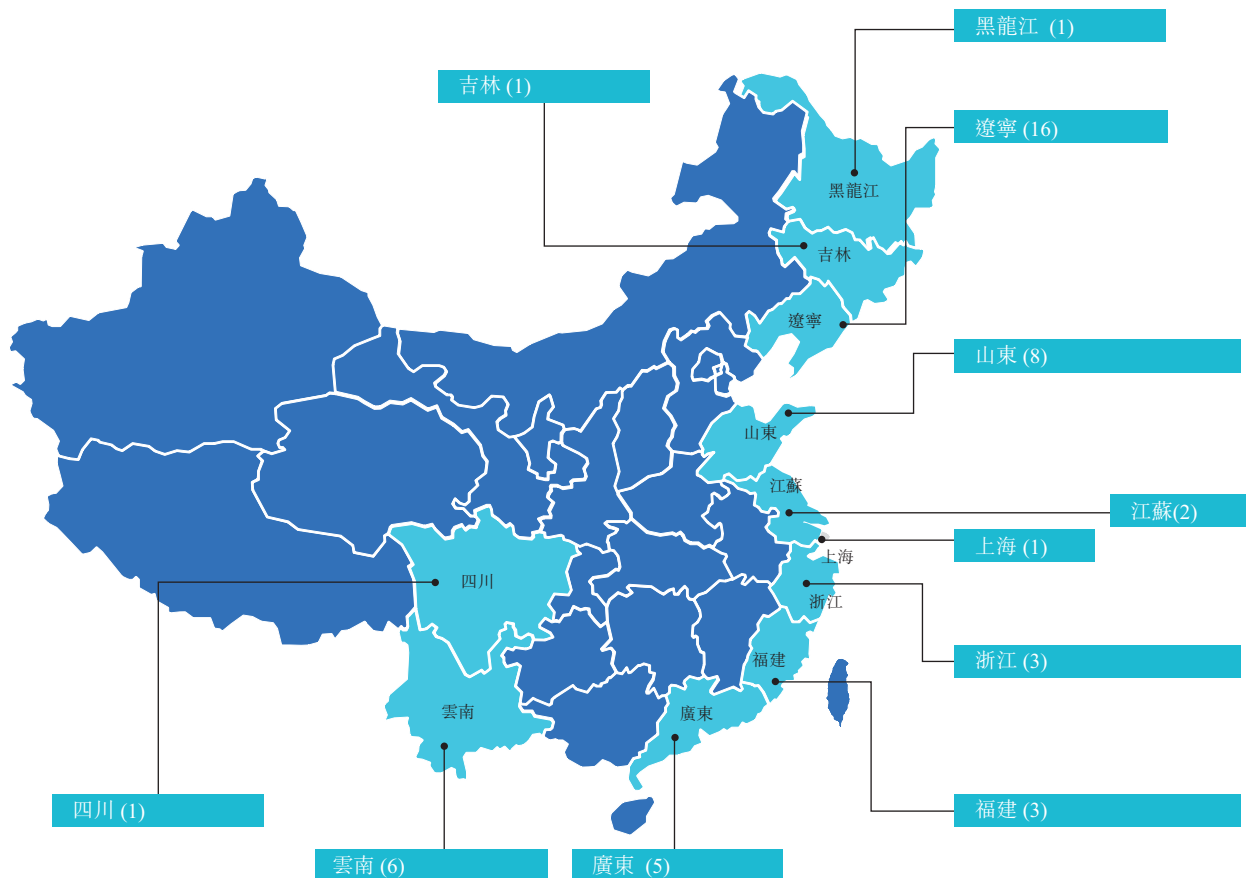 黑龍江 (1)
吉林 (1)
遼寧 (16)
黑龍江
吉林
遼寧
山東 (8)
山東
江蘇
江蘇(2)
上海 (1)
上海
四川
浙江
浙江 (3)
福建
雲南
廣東
四川 (1)
福建 (3)
雲南 (6)
廣東 (5)